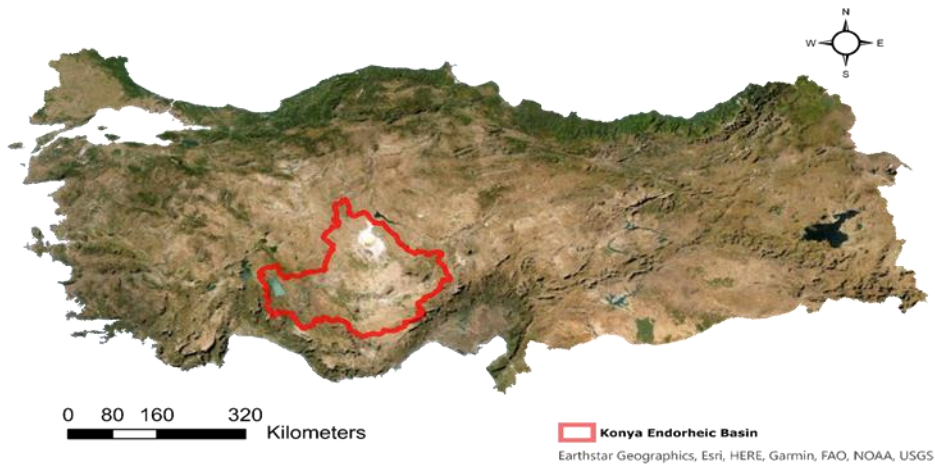 N
W E
S
0 80 160 320
Kilometers
Konya Endorheic Basin
Earthstar Geographics, Esri, HERE, Garmin, FAO, NOAA, USGS